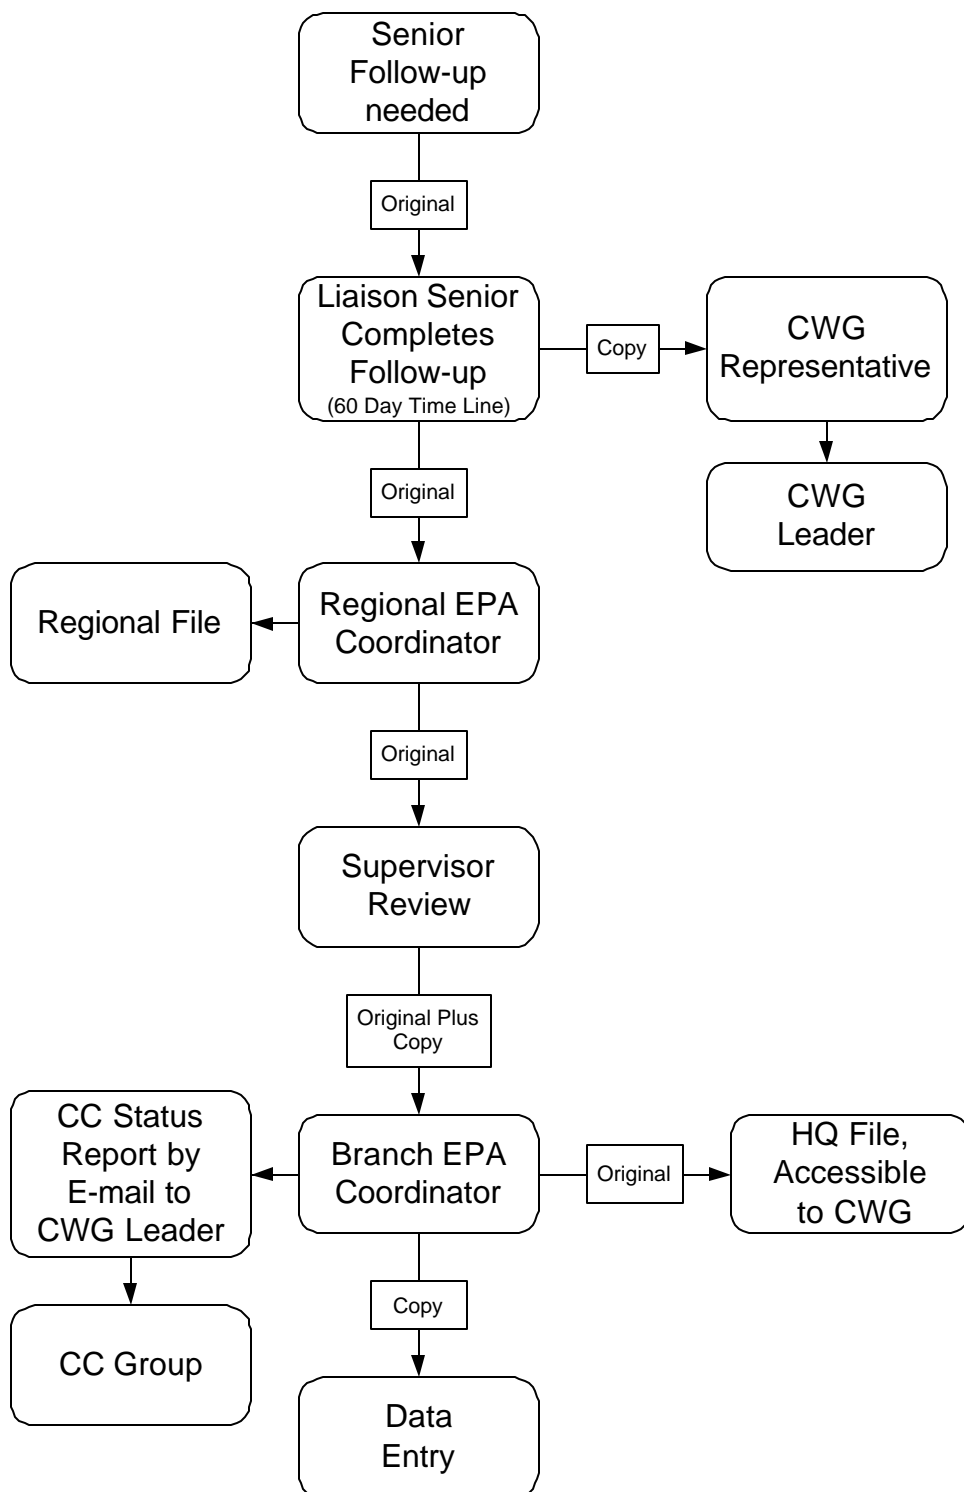 Senior
Follow-up
needed
Original
Liaison Senior
Completes
Follow-up
(60 Day Time Line)
Copy
CWG
Representative
Original
CWG
Leader
Regional File
Regional EPA
Coordinator
Original
Supervisor
Review
Original Plus
Copy
CC Status
Report by
E-mail to
CWG Leader
Branch EPA
Coordinator
Original
HQ File,
Accessible
to CWG
Copy
CC Group
Data
Entry